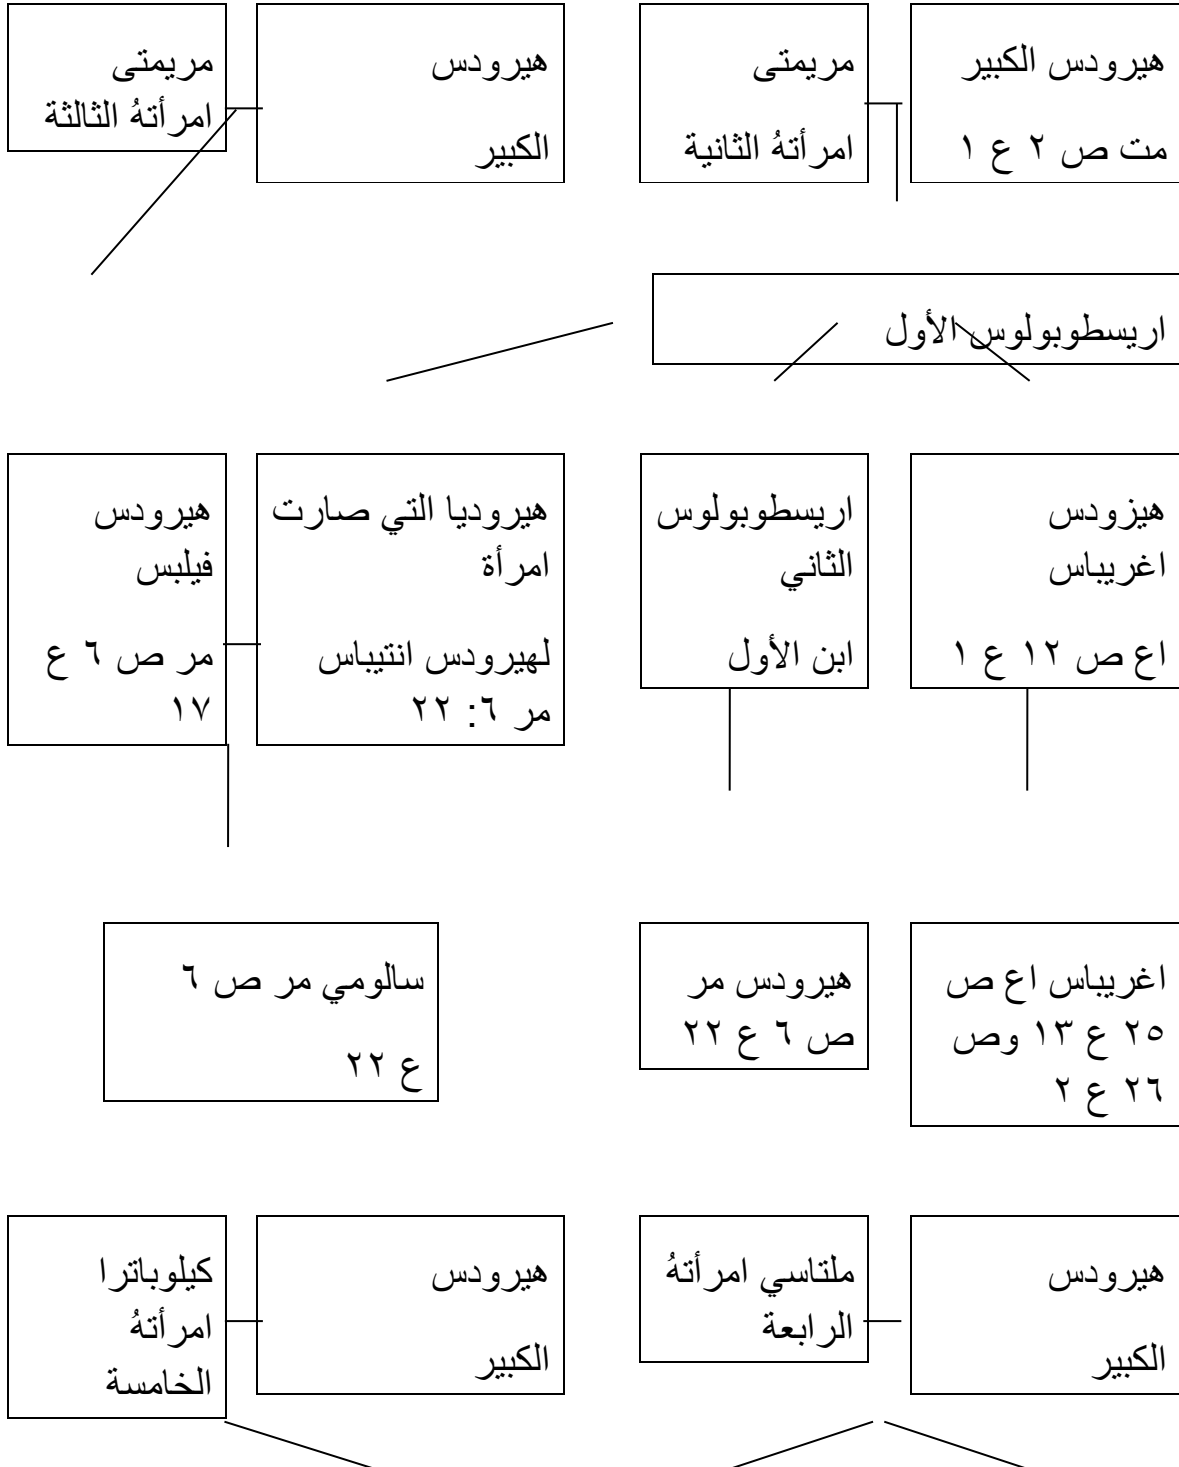 هيرودس الكبير
مت ص ٢ ع ١
مريمتى
امرأتهُ الثانية
هيرودس
الكبير
مريمتى
امرأتهُ الثالثة
اريسطوبولوس الأول
هيزودس
اغريباس
اع ص ١٢ ع ١
اريسطوبولوس
الثاني
ابن الأول
هيروديا التي صارت
امرأة
لهيرودس انتيباس
مر ٦: ٢٢
هيرودس
فيلبس
مر ص ٦ ع
١٧
اغريباس اع ص
٢٥ ع ١٣ وص
٢٦ ع ٢
هيرودس مر
ص ٦ ع ٢٢
سالومي مر ص ٦
ع ٢٢
هيرودس
الكبير
ملتاسي امرأتهُ
الرابعة
هيرودس
الكبير
كيلوباترا
امرأتهُ
الخامسة